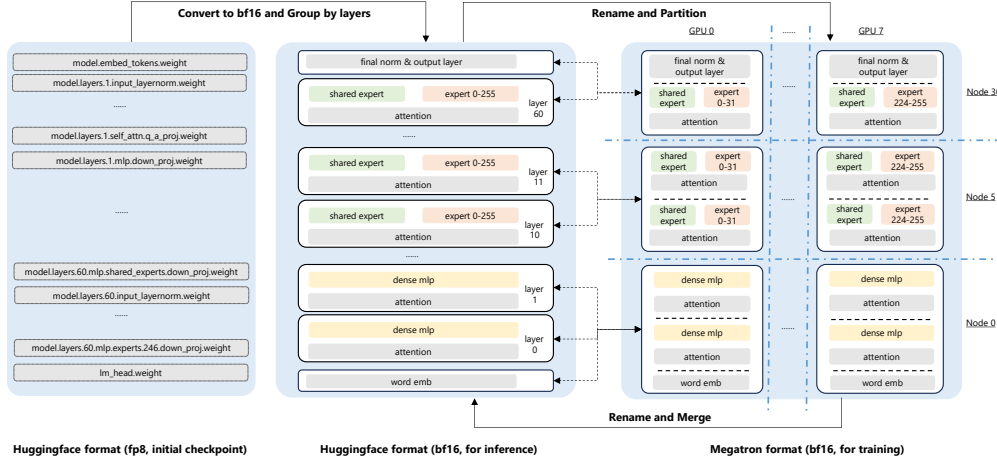 Convert to bf16 and Group by layers
Rename and Partition
GPU 0
......
GPU 7
model.embed_tokens.weight
model.layers.1.input_layernorm.weight
......
model.layers.1.self_attn.q_a_proj.weight
model.layers.1.mlp.down_proj.weight
......
model.layers.60.mlp.shared_experts.down_proj.weight
model.layers.60.input_layernorm.weight
......
model.layers.60.mlp.experts.246.down_proj.weight
lm_head.weight
final norm & output layer
shared expert
expert 0-255
attention
layer
60
......
shared expert
expert 0-255
attention
layer
11
shared expert
expert 0-255
attention
layer
10
......
dense mlp
attention
layer
1
dense mlp
attention
layer
0
word emb
final norm &
output layer
shared
expert
expert
0-31
attention
......
final norm &
output layer
shared
expert
expert
224-255
attention
shared
expert
expert
0-31
attention
shared
expert
expert
0-31
attention
......
shared
expert
expert
224-255
attention
shared
expert
expert
224-255
attention
Node 5
dense mlp
attention
dense mlp
attention
word emb
......
dense mlp
attention
dense mlp
attention
word emb
Node 0
Rename and Merge
Huggingface format (fp8, initial checkpoint)
Huggingface format (bf16, for inference)
Megatron format (bf16, for training)